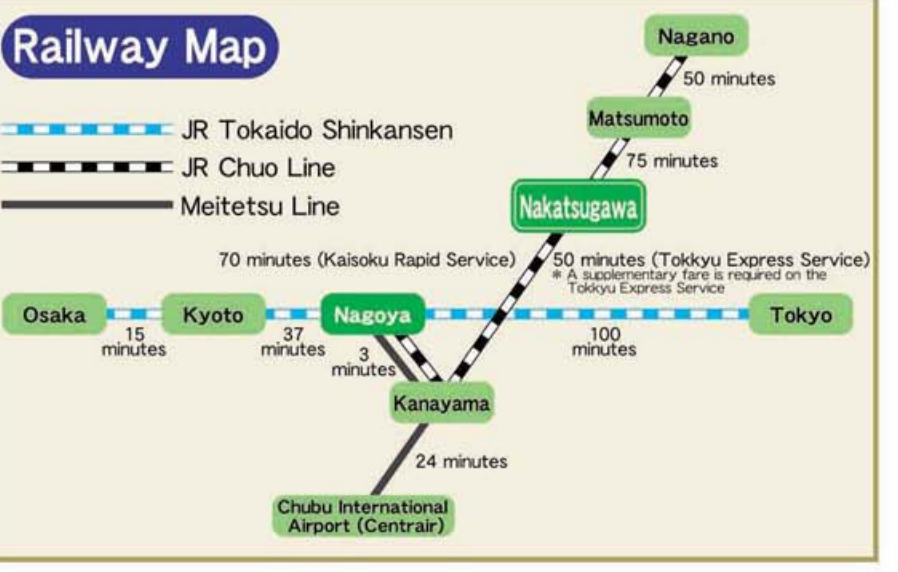 Railway Map
JR Tokaido Shinkansen
JR Chuo Line
Meitetsu Line
Nagano
50 minutes
Matsumoto
75 minutes
Nakatsugawa
70 minutes (Kaisoku Rapid Service)
50 minutes (Tokkyu Express Service)
* A supplementary fare is required on the
Tokkyu Express Service
Osaka
15
minutes
Kyoto
37
minutes
Nagoya
3
minutes
100
minutes
Tokyo
Kanayama
24 minutes
Chubu International
Airport (Centrair)